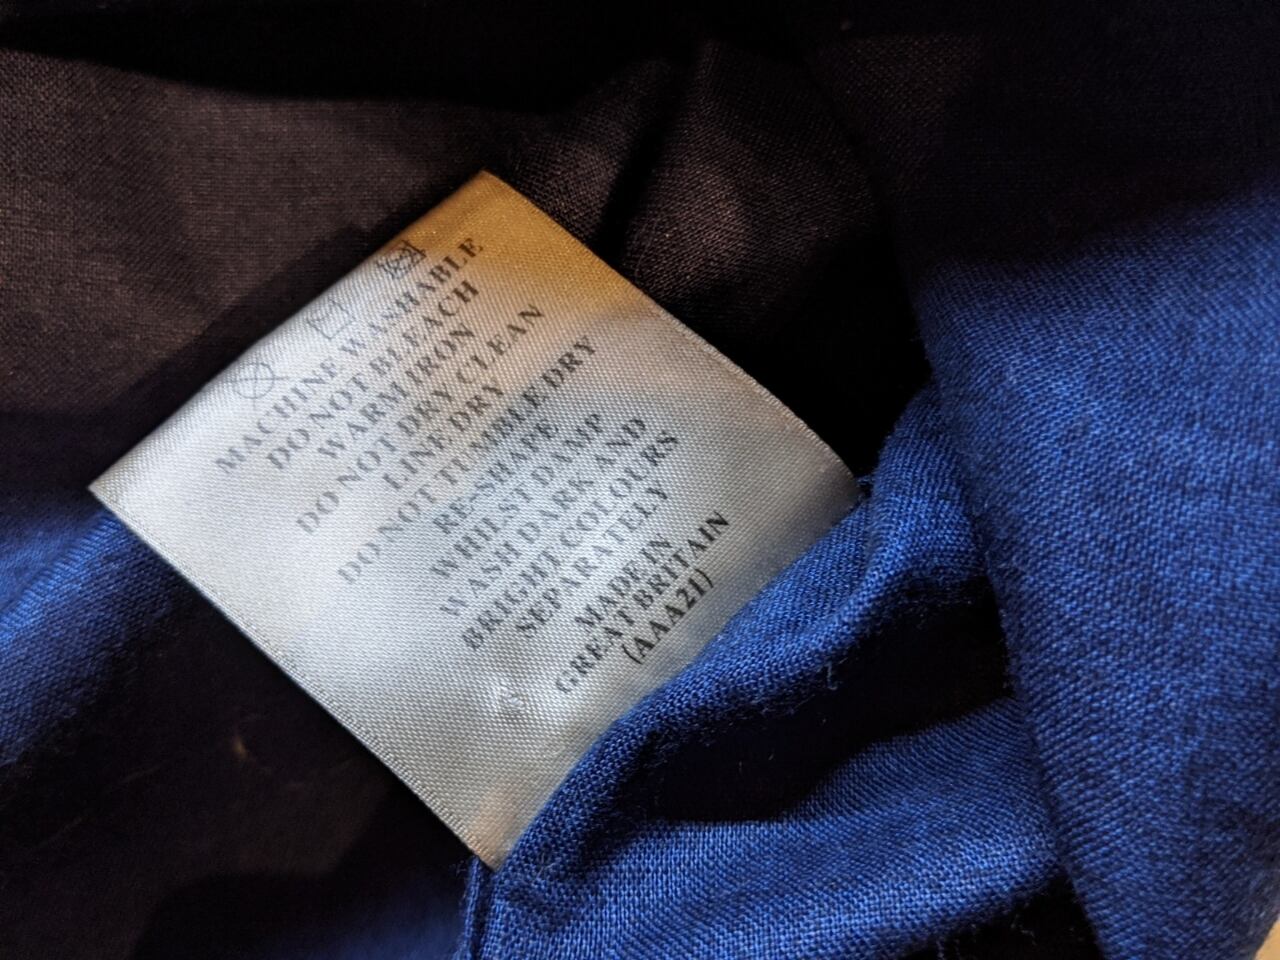 MACHINE WASHABLE
DO NOT BLEACH
WARM IRON
DO NOT DRY CLEAN
LINE DRY
DO NOT TUMBLE DRY
RE-SHAPE
WHILST DAMP
WASH DARK AND
BRIGHT COLOURS
SEPARATELY
MADE IN
GREAT BRITAIN
(AAA21)